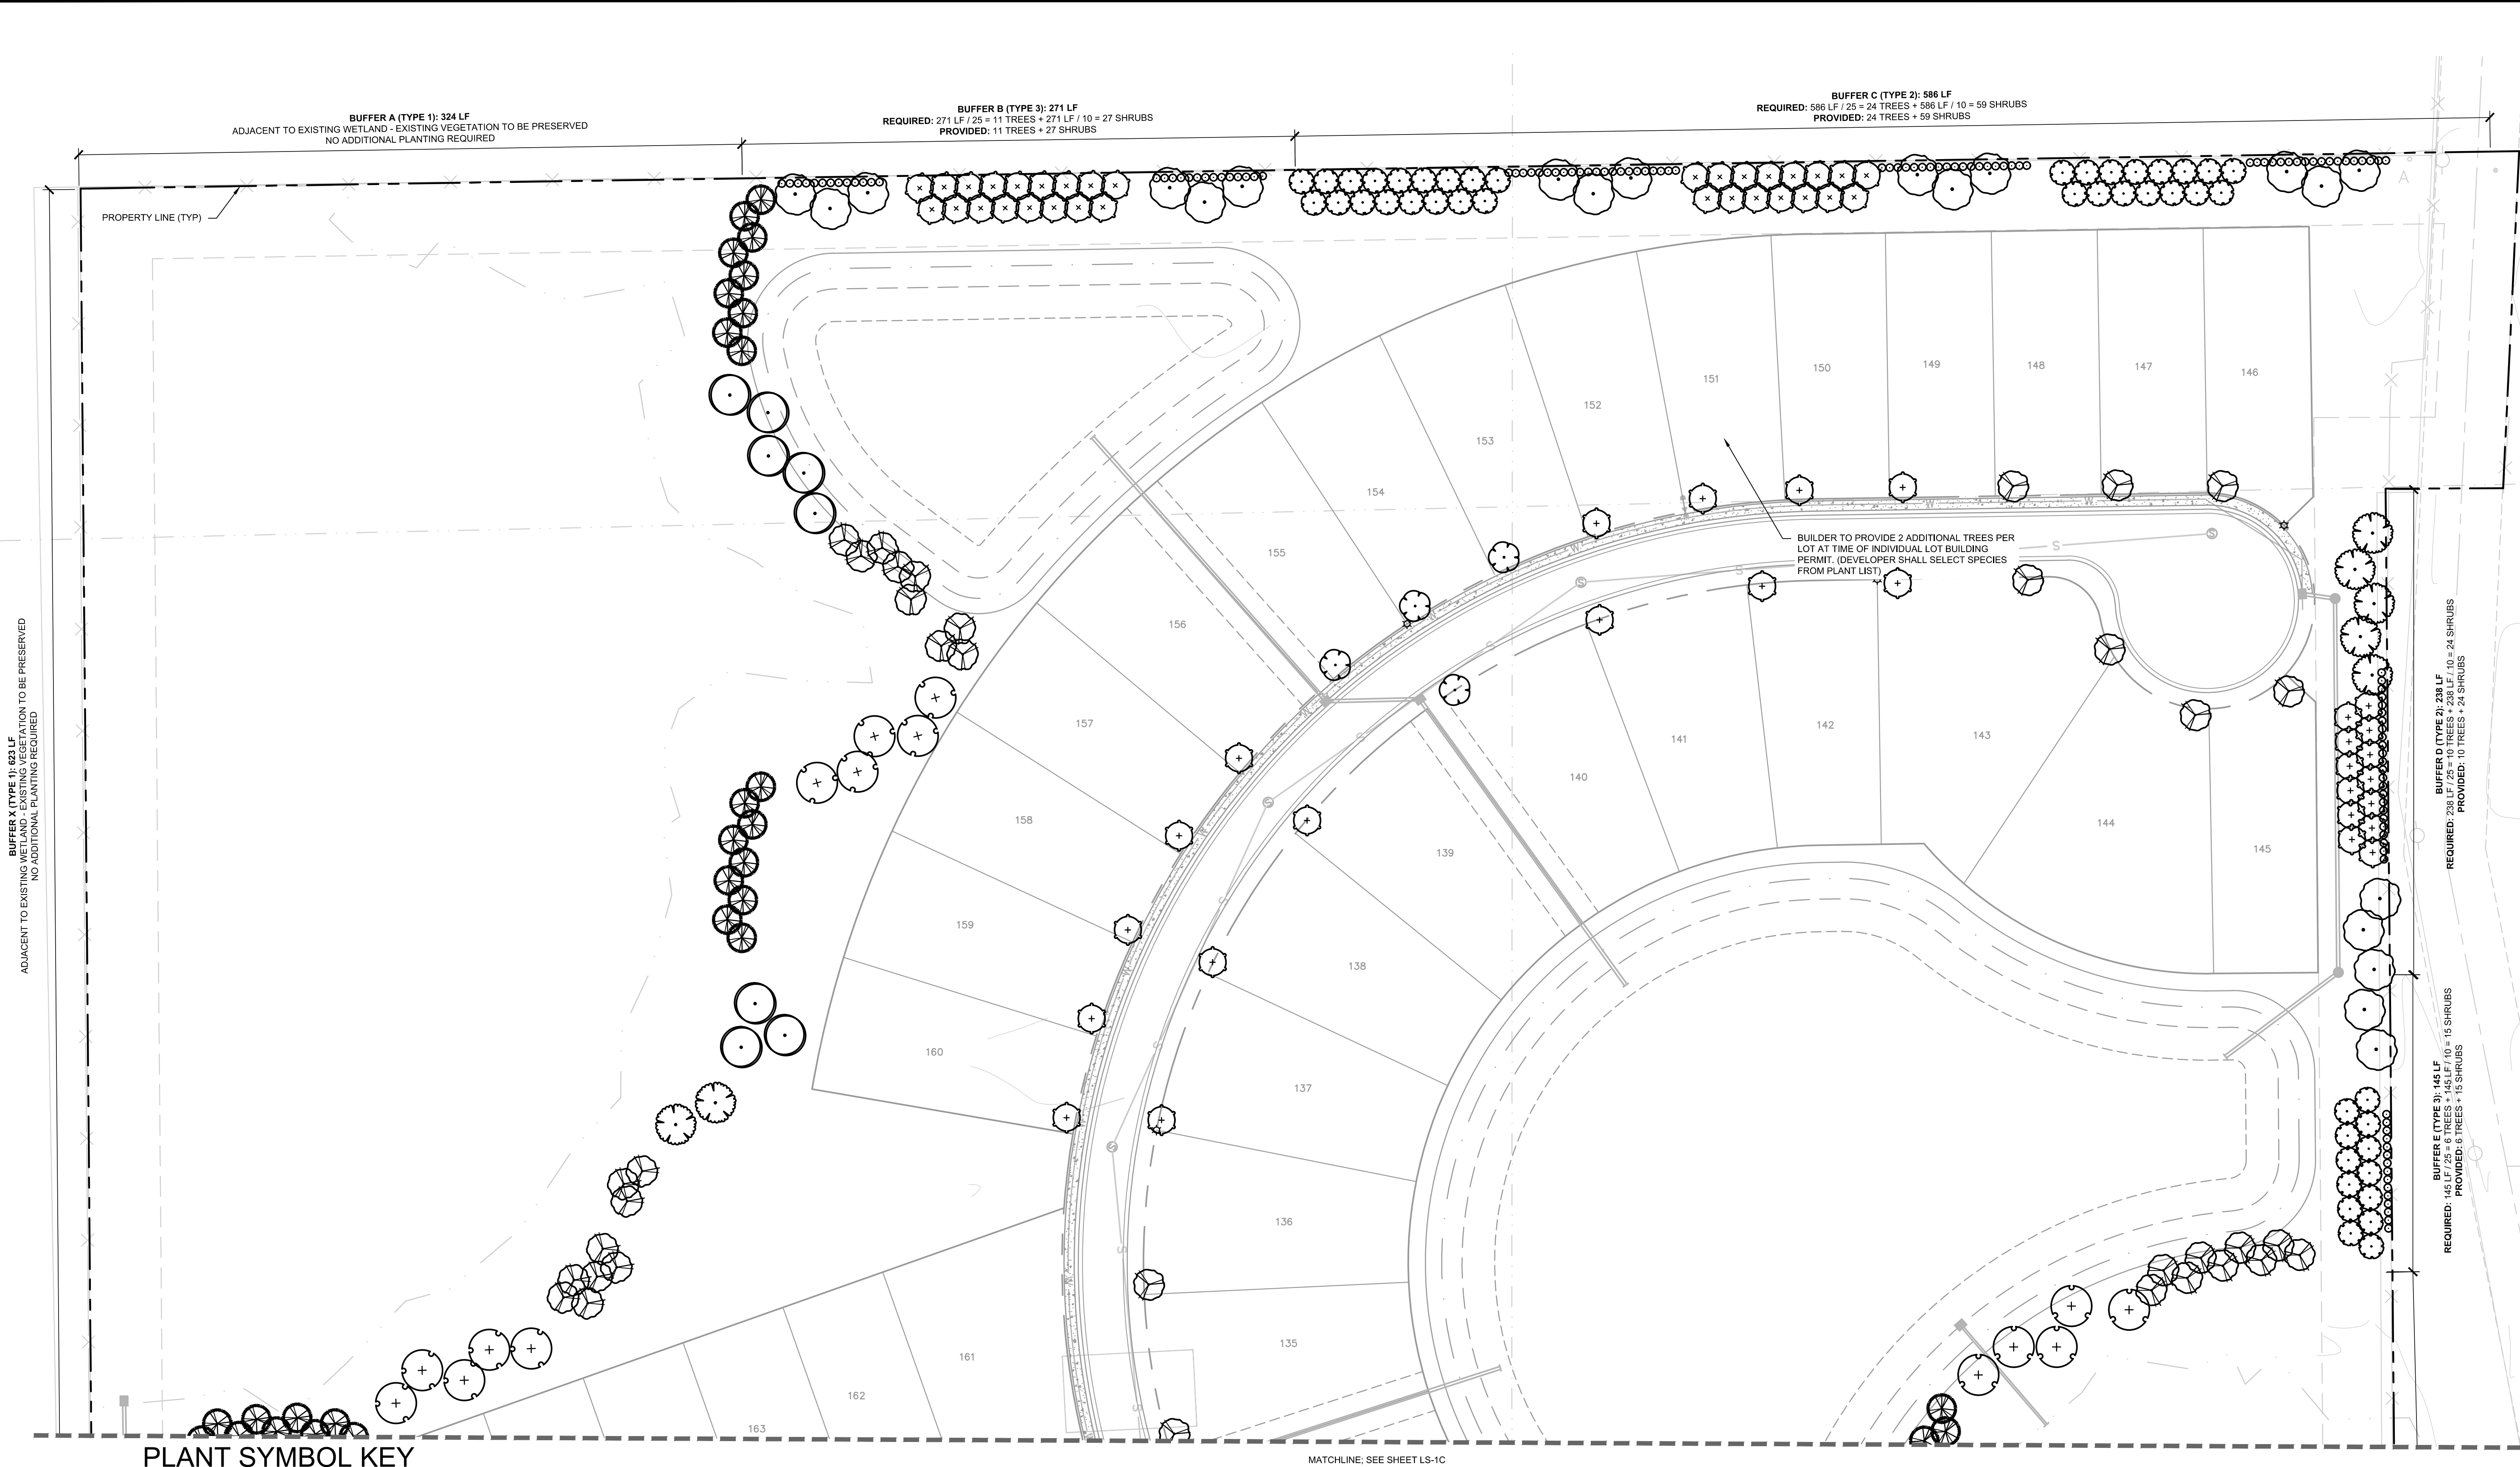 BUFFER A (TYPE 1): 324 LF
ADJACENT TO EXISTING WETLAND - EXISTING VEGETATION TO BE PRESERVED
NO ADDITIONAL PLANTING REQUIRED
BUFFER B (TYPE 3): 271 LF
REQUIRED: 271 LF / 25 = 11 TREES + 271 LF / 10 = 27 SHRUBS
PROVIDED: 11 TREES + 27 SHRUBS
BUFFER C (TYPE 2): 586 LF
REQUIRED: 586 LF / 25 = 24 TREES + 586 LF / 10 = 59 SHRUBS
PROVIDED: 24 TREES + 59 SHRUBS
PROPERTY LINE (TYP)
A
151
150
149
148
147
146
152
153
154
155
156
157
158
159
160
BUILDER TO PROVIDE 2 ADDITIONAL TREES PER
LOT AT TIME OF INDIVIDUAL LOT BUILDING
PERMIT. (DEVELOPER SHALL SELECT SPECIES
FROM PLANT LIST)
W
W
W
W
W
W
W
W
S
S
S
S
S
S
S
S
S
S
S
S
S
141
142
143
140
139
144
145
138
137
136
135
161
162
163
BUFFER X (TYPE 1): 623 LF
ADJACENT TO EXISTING WETLAND - EXISTING VEGETATION TO BE PRESERVED
NO ADDITIONAL PLANTING REQUIRED
BUFFER D (TYPE 2): 238 LF
REQUIRED: 238 LF / 25 = 10 TREES + 238 LF / 10 = 24 SHRUBS
PROVIDED: 10 TREES + 24 SHRUBS
BUFFER E (TYPE 3): 145 LF
REQUIRED: 145 LF / 25 = 6 TREES + 145 LF / 10 = 15 SHRUBS
PROVIDED: 6 TREES + 15 SHRUBS
PLANT SYMBOL KEY
MATCHLINE; SEE SHEET LS-1C